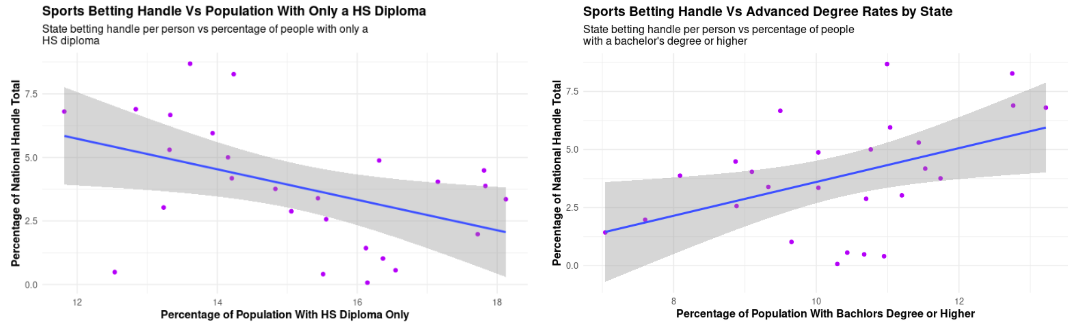 Sports Betting Handle Vs Population With Only a HS Diploma
State betting handle per person vs percentage of people with only a
HS diploma
Percentage of National Handle Total
7.5
5.0
2.5
0.0
12
14
16
18
Percentage of Population With HS Diploma Only
Sports Betting Handle Vs Advanced Degree Rates by State
State betting handle per person vs percentage of people
with a bachelor's degree or higher
Percentage of National Handle Total
7.5
5.0
2.5
0.0
8
10
12
Percentage of Population With Bachlors Degree or Higher